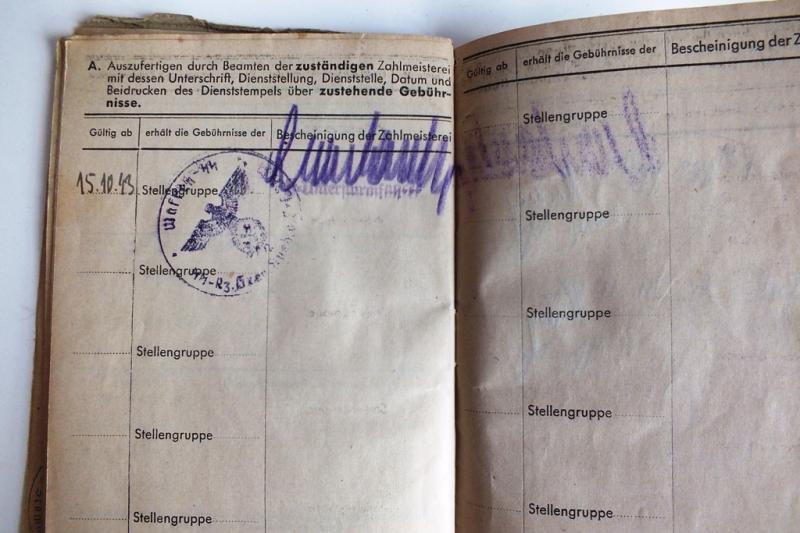 A. Auszufertigen durch Beamten der zuständigen Zahlmeisterei
mit dessen Unterschrift, Dienststellung, Dienststelle, Datum und
Beidrucken des Dienststempels über zustehende Gebühr-
nisse.
Gültig ab erhält die Gebührnisse der Bescheinigung der Zahlmeisterei
15.10.43 Stellengruppe
Waffen-ϟϟ
Stellengruppe
Stellengruppe
Stellengruppe
Stellengruppe
Gültig ab erhält die Gebührnisse der Bescheinigung der
Stellengruppe
Stellengruppe
Stellengruppe
Stellengruppe
Stellengruppe